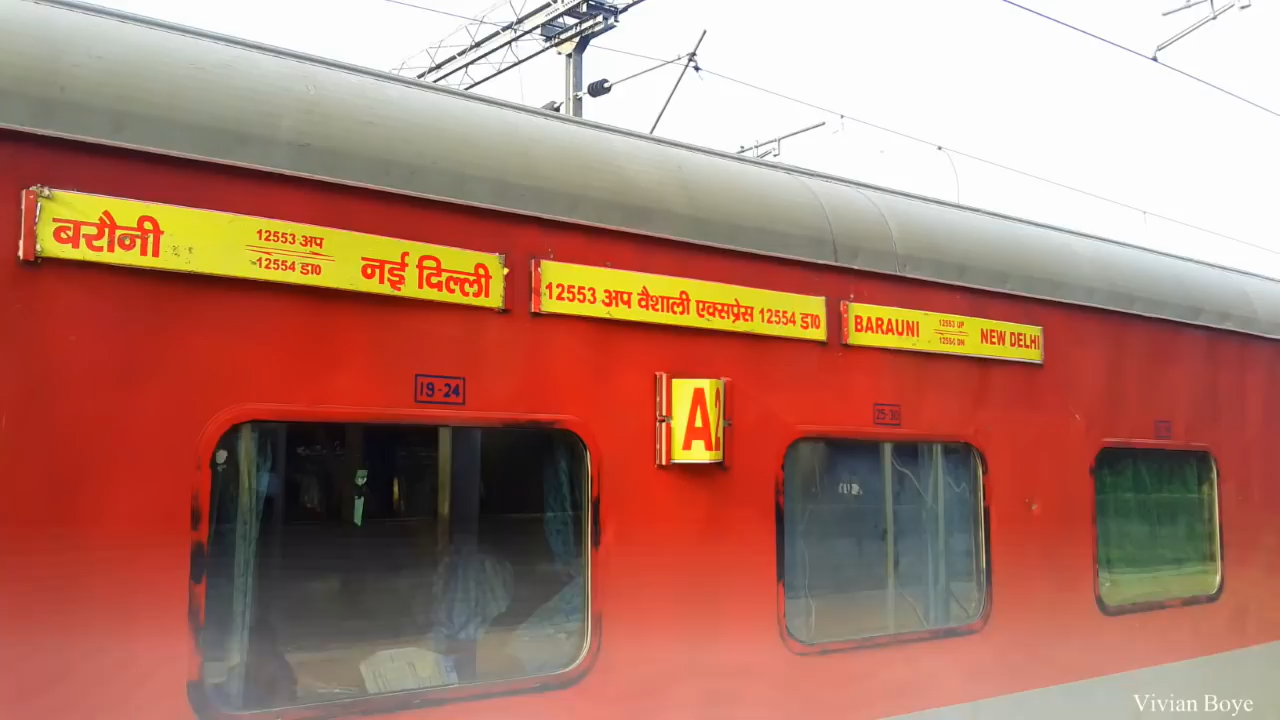 बरौनी
12553 अप
12554 डा0
नई दिल्ली
12553 अप वैशाली एक्सप्रेस 12554 डा0
BARAUNI
12553 UP
12554 DN
NEW DELHI
19-24
A2
25-30
Vivian Boye